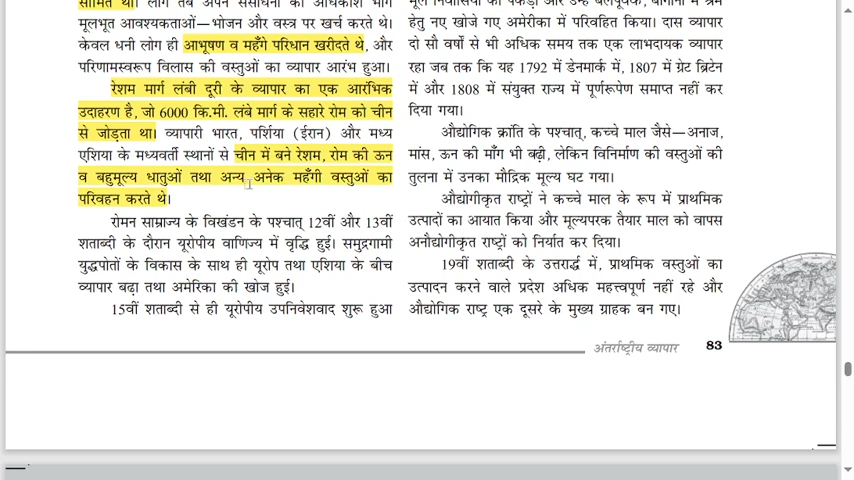 सीमित था। लोग तब अपने संसाधनों का अधिकांश भाग
मूलभूत आवश्यकताओं–भोजन और वस्त्र पर खर्च करते थे।
केवल धनी लोग ही आभूषण व महँगे परिधान खरीदते थे, और
परिणामस्वरूप विलास की वस्तुओं का व्यापार आरंभ हुआ।
रेशम मार्ग लंबी दूरी के व्यापार का एक आरंभिक
उदाहरण है, जो 6000 कि.मी. लंबे मार्ग के सहारे रोम को चीन
से जोड़ता था। व्यापारी भारत, पर्शिया (ईरान) और मध्य
एशिया के मध्यवर्ती स्थानों से चीन में बने रेशम, रोम की ऊन
व बहुमूल्य धातुओं तथा अन्य अनेक महँगी वस्तुओं का
परिवहन करते थे।
रोमन साम्राज्य के विखंडन के पश्चात् 12वीं और 13वीं
शताब्दी के दौरान यूरोपीय वाणिज्य में वृद्धि हुई। समुद्रगामी
युद्धपोतों के विकास के साथ ही यूरोप तथा एशिया के बीच
व्यापार बढ़ा तथा अमेरिका की खोज हुई।
15वीं शताब्दी से ही यूरोपीय उपनिवेशवाद शुरू हुआ
मूल निवासियों को पकड़ा और उन्हें बलपूर्वक, बागानों में श्रम
हेतु नए खोजे गए अमेरिका में परिवहित किया। दास व्यापार
दो सौ वर्षों से भी अधिक समय तक एक लाभदायक व्यापार
रहा जब तक कि यह 1792 में डेनमार्क में, 1807 में ग्रेट ब्रिटेन
में और 1808 में संयुक्त राज्य में पूर्णरूपेण समाप्त नहीं कर
दिया गया।
औद्योगिक क्रांति के पश्चात्, कच्चे माल जैसे–अनाज,
मांस, ऊन की माँग भी बढ़ी, लेकिन विनिर्माण की वस्तुओं की
तुलना में उनका मौद्रिक मूल्य घट गया।
औद्योगीकृत राष्ट्रों ने कच्चे माल के रूप में प्राथमिक
उत्पादों का आयात किया और मूल्यपरक तैयार माल को वापस
अनौद्योगीकृत राष्ट्रों को निर्यात कर दिया।
19वीं शताब्दी के उत्तरार्द्ध में, प्राथमिक वस्तुओं का
उत्पादन करने वाले प्रदेश अधिक महत्त्वपूर्ण नहीं रहे और
औद्योगिक राष्ट्र एक दूसरे के मुख्य ग्राहक बन गए।
अंतर्राष्ट्रीय व्यापार 83